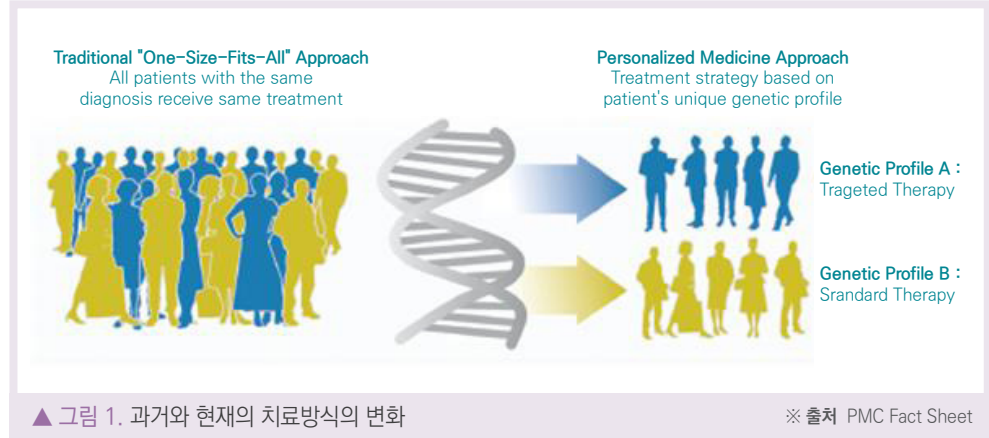 Traditional "One-Size-Fits-All" Approach
All patients with the same
diagnosis receive same treatment
Personalized Medicine Approach
Treatment strategy based on
patient's unique genetic profile
Genetic Profile A :
Trageted Therapy
Genetic Profile B :
Srandard Therapy
▲ 그림 1. 과거와 현재의 치료방식의 변화
※ 출처 PMC Fact Sheet